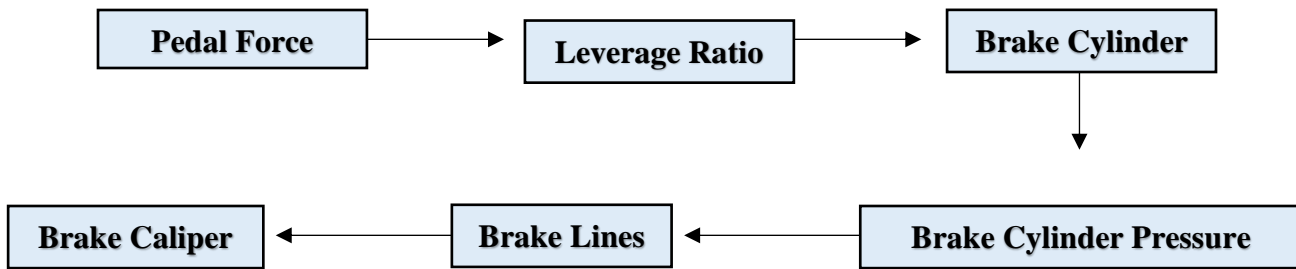 Pedal Force
Leverage Ratio
Brake Cylinder
Brake Cylinder Pressure
Brake Lines
Brake Caliper